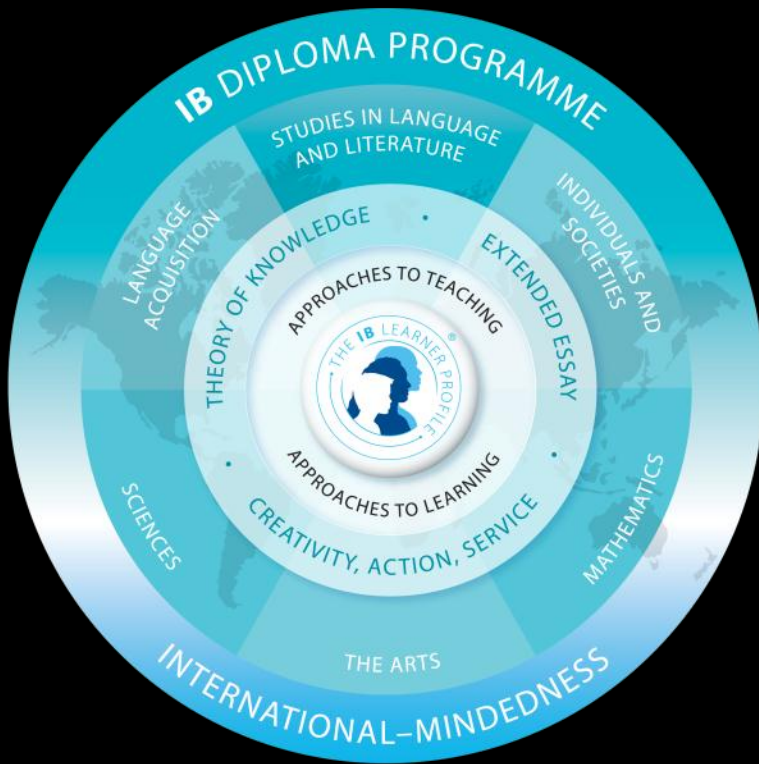 IB DIPLOMA PROGRAMME
STUDIES IN LANGUAGE
AND LITERATURE
LANGUAGE
ACQUISITION
INDIVIDUALS AND
SOCIETIES
THEORY OF KNOWLEDGE
EXTENDED ESSAY
APPROACHES TO TEACHING
THE IB LEARNER PROFILE®
APPROACHES TO LEARNING
CREATIVITY, ACTION, SERVICE
SCIENCES
MATHEMATICS
THE ARTS
INTERNATIONAL–MINDEDNESS